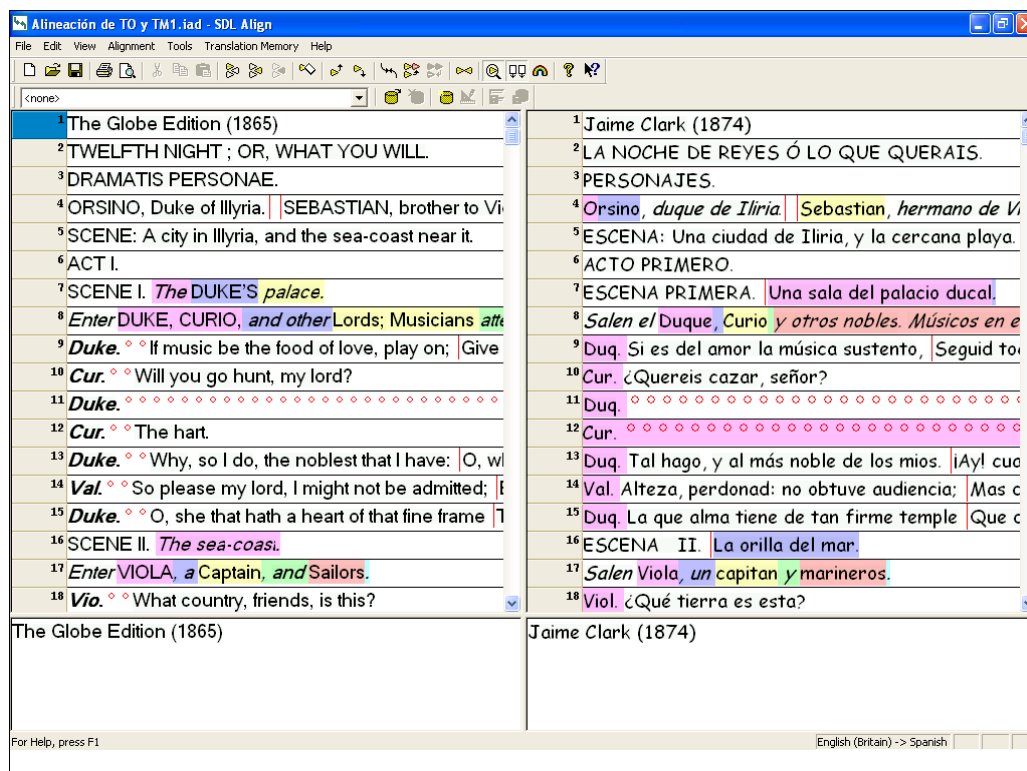 Alineación de TO y TM1.iad - SDL Align
File Edit View Alignment Tools Translation Memory Help
<none>
1 The Globe Edition (1865)
2 TWELFTH NIGHT ; OR, WHAT YOU WILL.
3 DRAMATIS PERSONAE.
4 ORSINO, Duke of Illyria. SEBASTIAN, brother to Vi
5 SCENE: A city in Illyria, and the sea-coast near it.
6 ACT I.
7 SCENE I. The DUKE'S palace.
8 Enter DUKE, CURIO, and other Lords; Musicians atte
9 Duke. If music be the food of love, play on; Give
10 Cur. Will you go hunt, my lord?
11 Duke.
12 Cur. The hart.
13 Duke. Why, so I do, the noblest that I have: O, w
14 Val. So please my lord, I might not be admitted;
15 Duke. O, she that hath a heart of that fine frame
16 SCENE II. The sea-coast.
17 Enter VIOLA, a Captain, and Sailors.
18 Vio. What country, friends, is this?
1 Jaime Clark (1874)
2 LA NOCHE DE REYES Ó LO QUE QUERAIS.
3 PERSONAJES.
4 Orsino, duque de Iliria. Sebastian, hermano de V
5 ESCENA: Una ciudad de Iliria, y la cercana playa.
6 ACTO PRIMERO.
7 ESCENA PRIMERA. Una sala del palacio ducal.
8 Salen el Duque, Curio y otros nobles. Músicos en e
9 Duq. Si es del amor la música sustento, Seguid to
10 Cur. ¿Quereis cazar, señor?
11 Duq.
12 Cur.
13 Duq. Tal hago, y al más noble de los mios. ¡Ay! cua
14 Val. Alteza, perdonad: no obtuve audiencia; Mas
15 Duq. La que alma tiene de tan firme temple Que
16 ESCENA II. La orilla del mar.
17 Salen Viola, un capitan y marineros.
18 Viol. ¿Qué tierra es esta?
The Globe Edition (1865)
Jaime Clark (1874)
For Help, press F1
English (Britain) -> Spanish